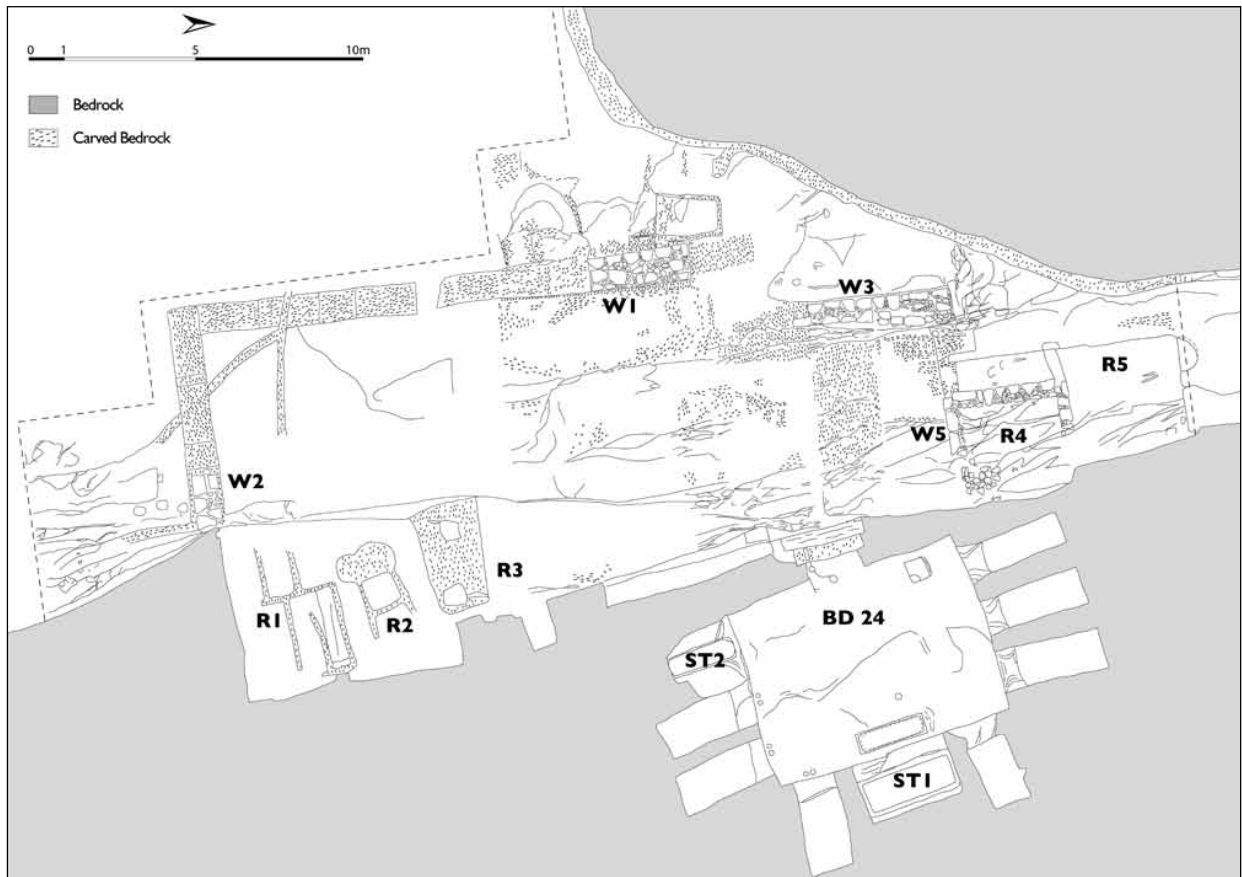 0 1 5 10m
Bedrock
Carved Bedrock
W1
W3
R5
W5
R4
W2
R3
R1
R2
BD 24
ST2
ST1